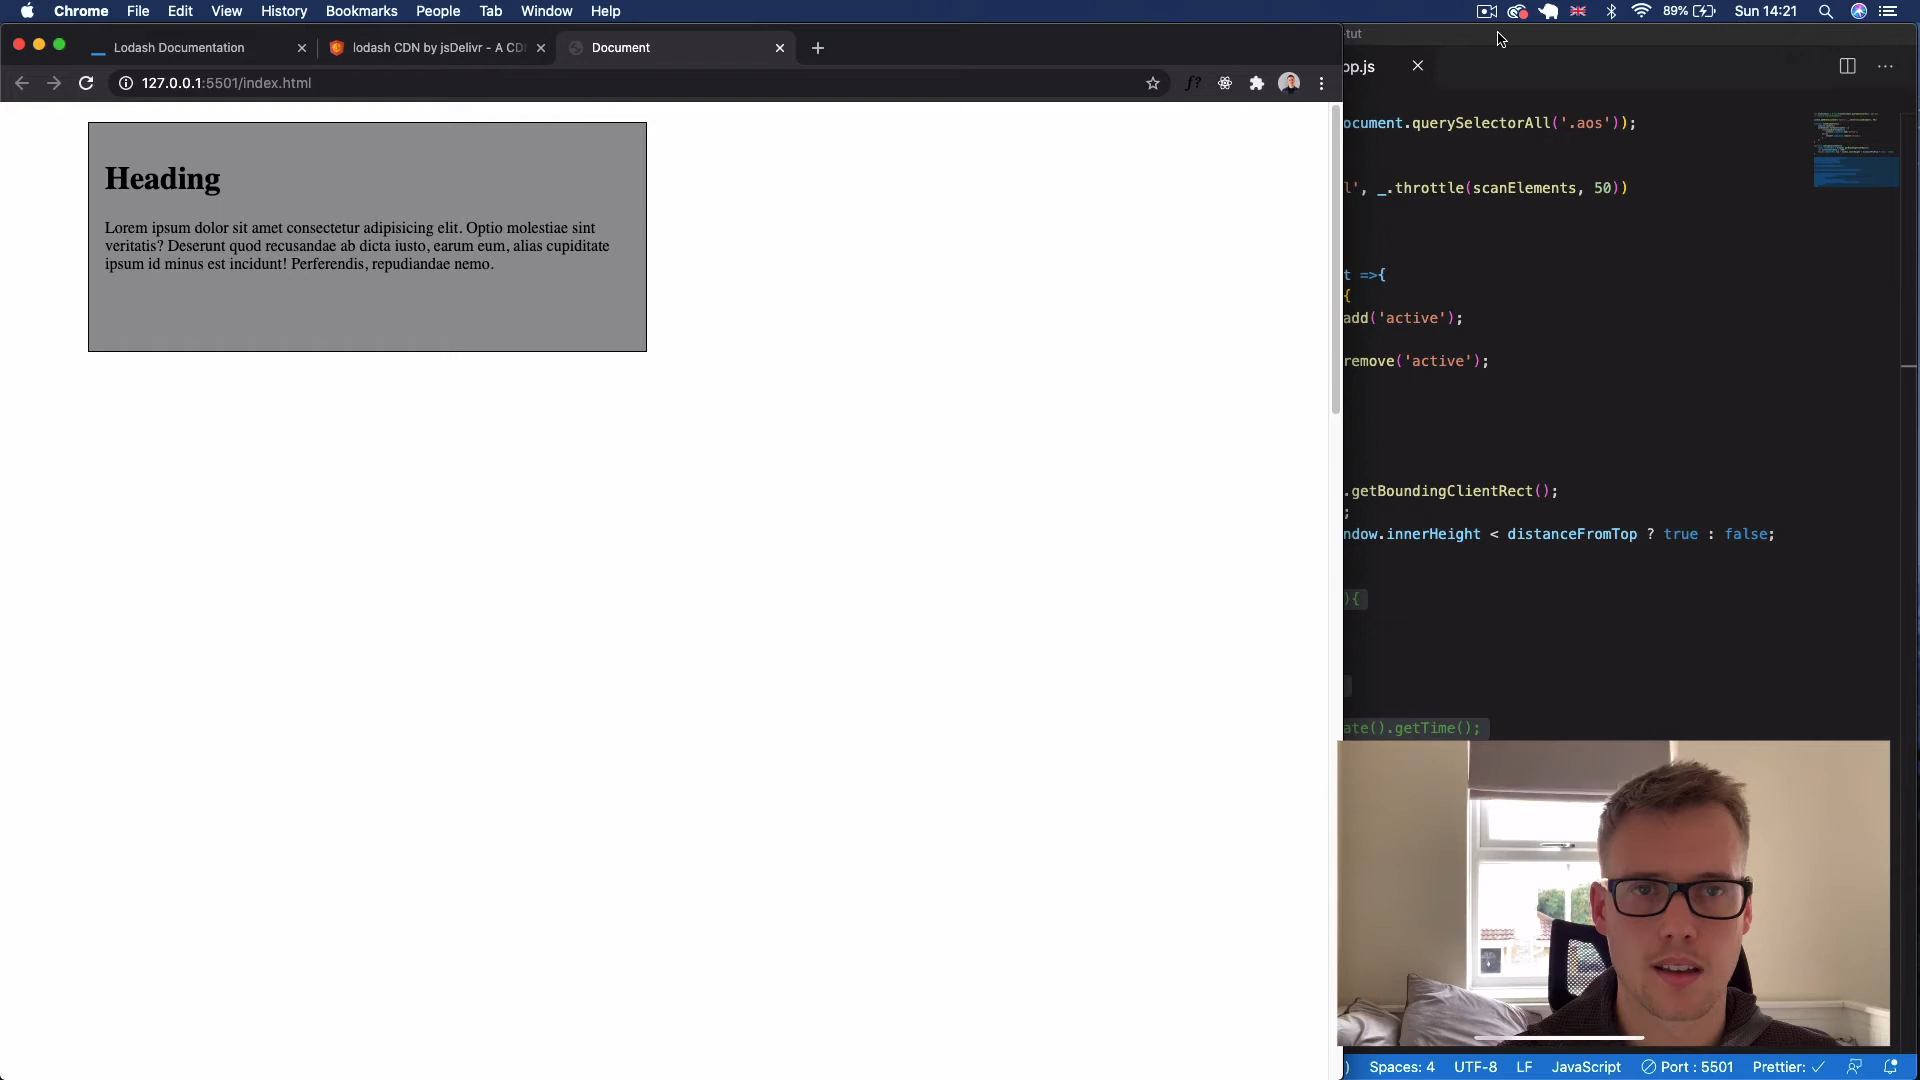 Chrome File Edit View History Bookmarks People Tab Window Help
89% Sun 14:21
Lodash Documentation
lodash CDN by jsDelivr - A CD
Document
127.0.0.1:5501/index.html
Heading
Lorem ipsum dolor sit amet consectetur adipisicing elit. Optio molestiae sint
veritatis? Deserunt quod recusandae ab dicta iusto, earum eum, alias cupiditate
ipsum id minus est incidunt! Perferendis, repudiandae nemo.
-tut
pp.js
ocument.querySelectorAll('.aos'));
l', _.throttle(scanElements, 50))
t =>{
{
add('active');
remove('active');
.getBoundingClientRect();
;
ndow.innerHeight < distanceFromTop ? true : false;
){
ate().getTime();
) Spaces: 4 UTF-8 LF JavaScript Port : 5501 Prettier: ✓